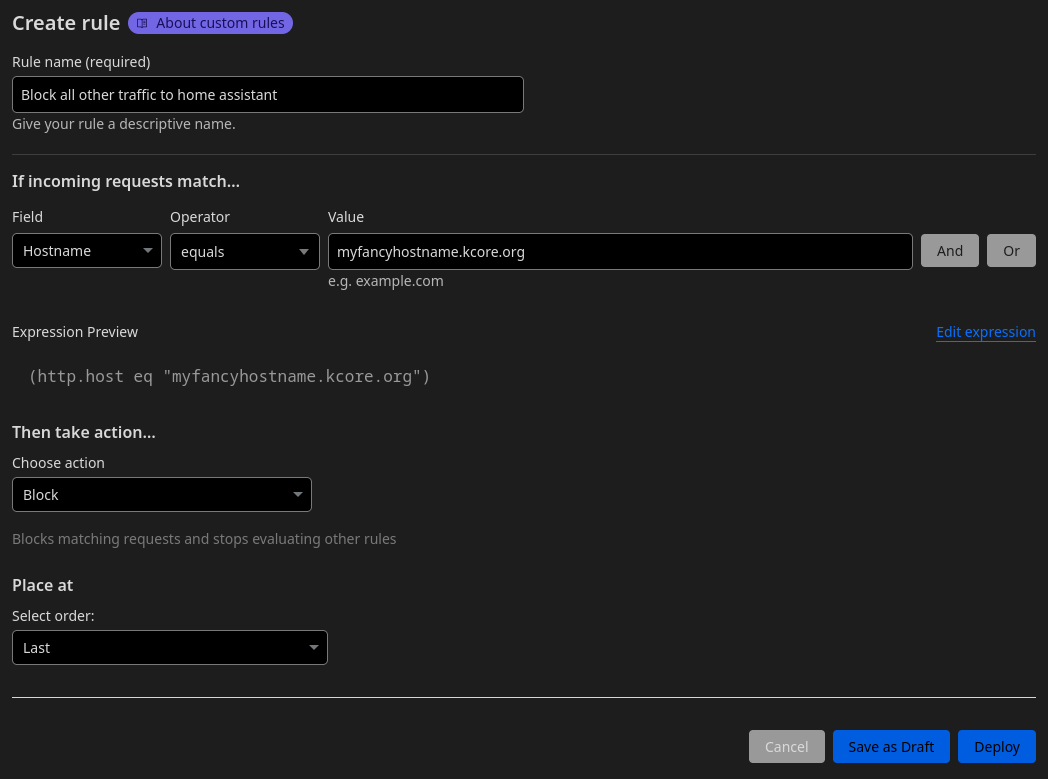 Create rule About custom rules
Rule name (required)
Block all other traffic to home assistant
Give your rule a descriptive name.
If incoming requests match...
Field Operator Value
Hostname equals myfancyhostname.kcore.org And Or
e.g. example.com
Expression Preview Edit expression
(http.host eq "myfancyhostname.kcore.org")
Then take action...
Choose action
Block
Blocks matching requests and stops evaluating other rules
Place at
Select order:
Last
Cancel Save as Draft Deploy